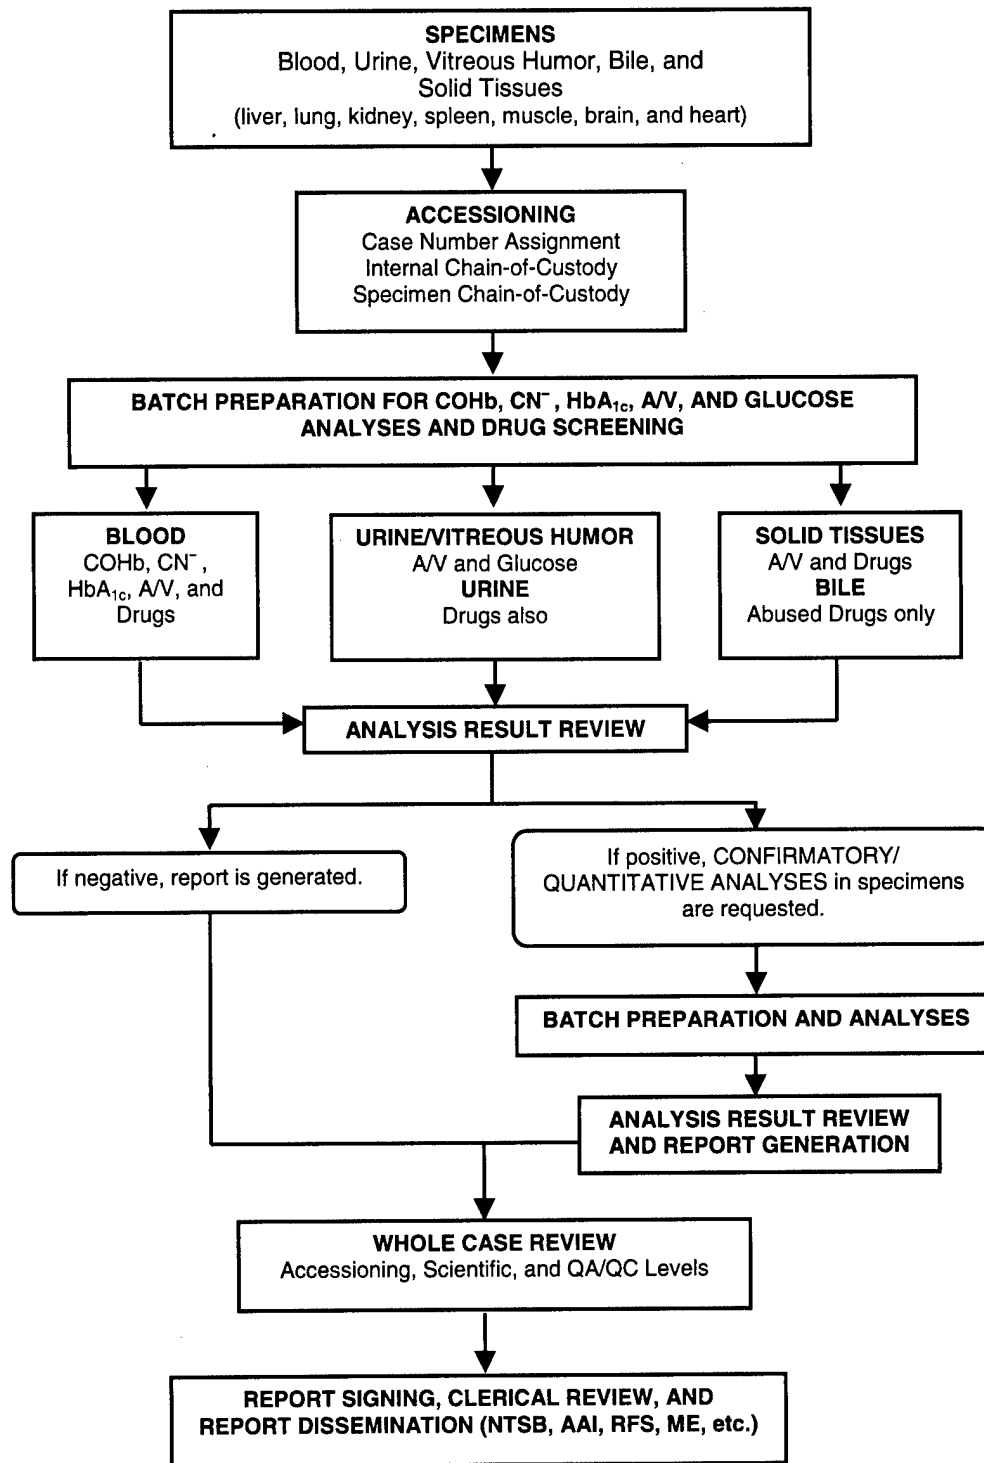 SPECIMENS
Blood, Urine, Vitreous Humor, Bile, and
Solid Tissues
(liver, lung, kidney, spleen, muscle, brain, and heart)
ACCESSIONING
Case Number Assignment
Internal Chain-of-Custody
Specimen Chain-of-Custody
BATCH PREPARATION FOR COHb, CN⁻, HbA₁c, A/V, AND GLUCOSE
ANALYSES AND DRUG SCREENING
BLOOD
COHb, CN⁻,
HbA₁c, A/V, and
Drugs
URINE/VITREOUS HUMOR
A/V and Glucose
URINE
Drugs also
SOLID TISSUES
A/V and Drugs
BILE
Abused Drugs only
ANALYSIS RESULT REVIEW
If negative, report is generated.
If positive, CONFIRMATORY/
QUANTITATIVE ANALYSES in specimens
are requested.
BATCH PREPARATION AND ANALYSES
ANALYSIS RESULT REVIEW
AND REPORT GENERATION
WHOLE CASE REVIEW
Accessioning, Scientific, and QA/QC Levels
REPORT SIGNING, CLERICAL REVIEW, AND
REPORT DISSEMINATION (NTSB, AAI, RFS, ME, etc.)